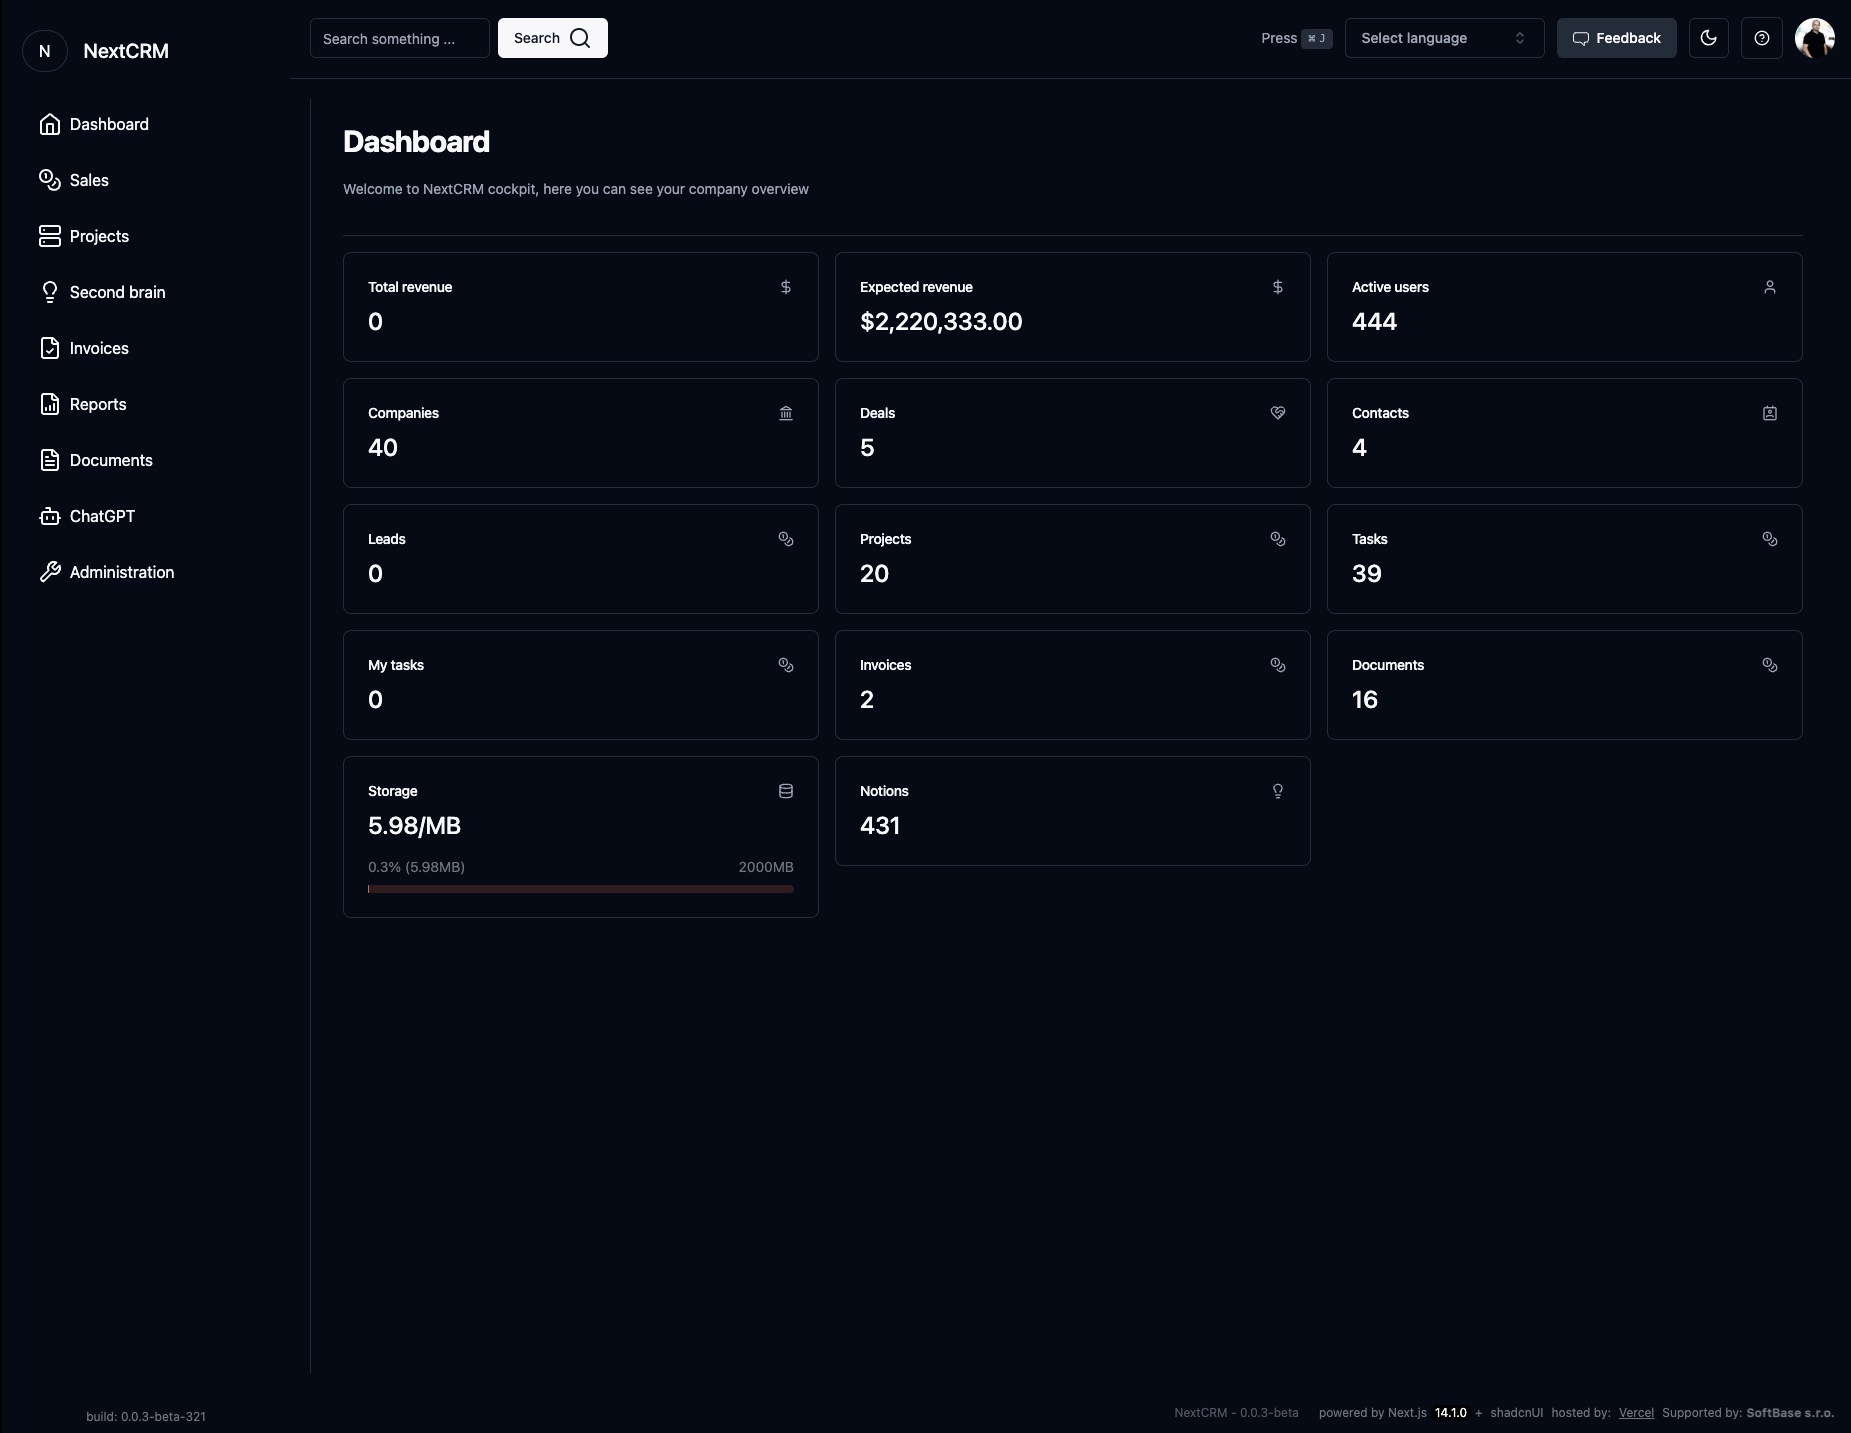 N
NextCRM
Search something ...
Search
Press ⌘ J
Select language
Feedback
Dashboard
Sales
Projects
Second brain
Invoices
Reports
Documents
ChatGPT
Administration
Dashboard
Welcome to NextCRM cockpit, here you can see your company overview
Total revenue
0
Expected revenue
$2,220,333.00
Active users
444
Companies
40
Deals
5
Contacts
4
Leads
0
Projects
20
Tasks
39
My tasks
0
Invoices
2
Documents
16
Storage
5.98/MB
0.3% (5.98MB) 2000MB
Notions
431
build: 0.0.3-beta-321
NextCRM - 0.0.3-beta powered by Next.js 14.1.0 + shadcnUI hosted by: Vercel Supported by: SoftBase s.r.o.